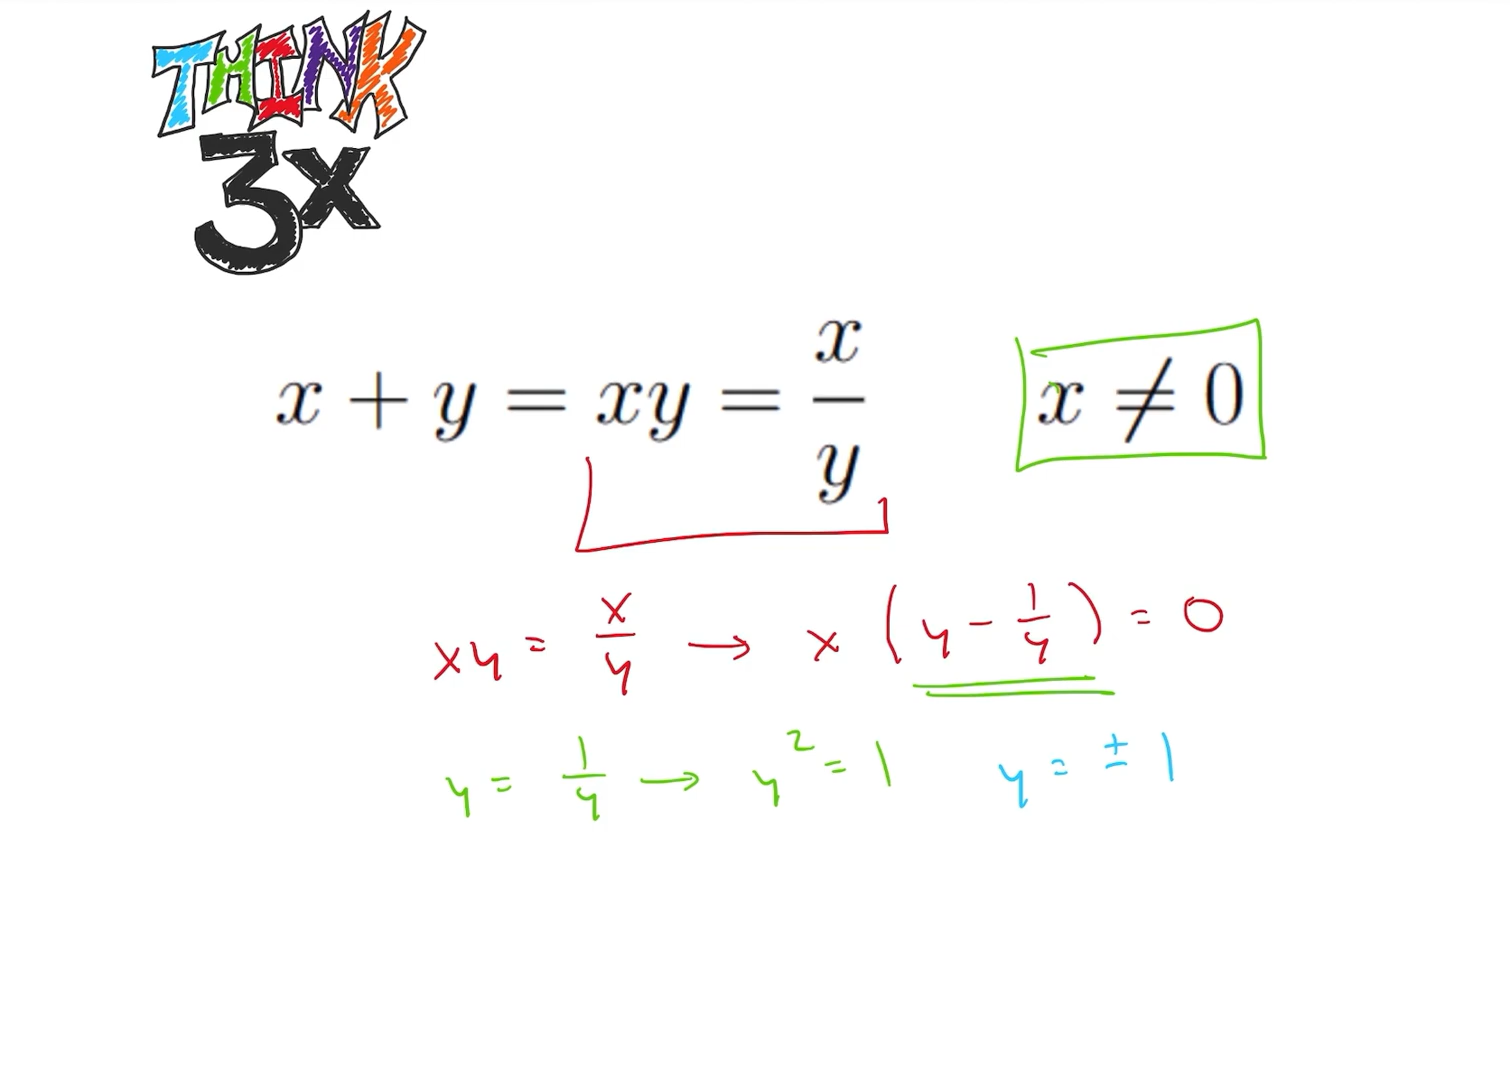 THINK
3x
x + y = xy = x/y    x ≠ 0
xy = x/y → x (y - 1/y) = 0
y = 1/y → y² = 1    y = ± 1